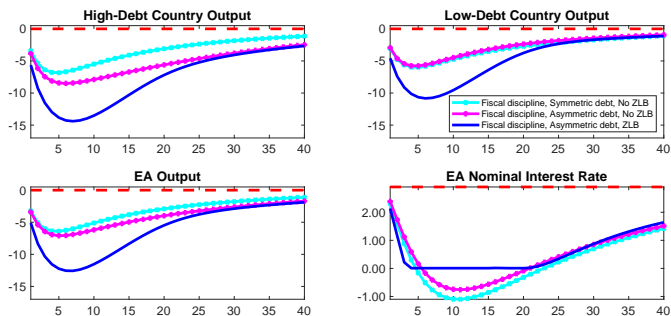 High-Debt Country Output
0
-5
-10
-15
5 10 15 20 25 30 35 40
Low-Debt Country Output
0
-5
-10
-15
Fiscal discipline, Symmetric debt, No ZLB
Fiscal discipline, Asymmetric debt, No ZLB
Fiscal discipline, Asymmetric debt, ZLB
5 10 15 20 25 30 35 40
EA Output
0
-5
-10
-15
5 10 15 20 25 30 35 40
EA Nominal Interest Rate
2.00
1.00
0.00
-1.00
5 10 15 20 25 30 35 40